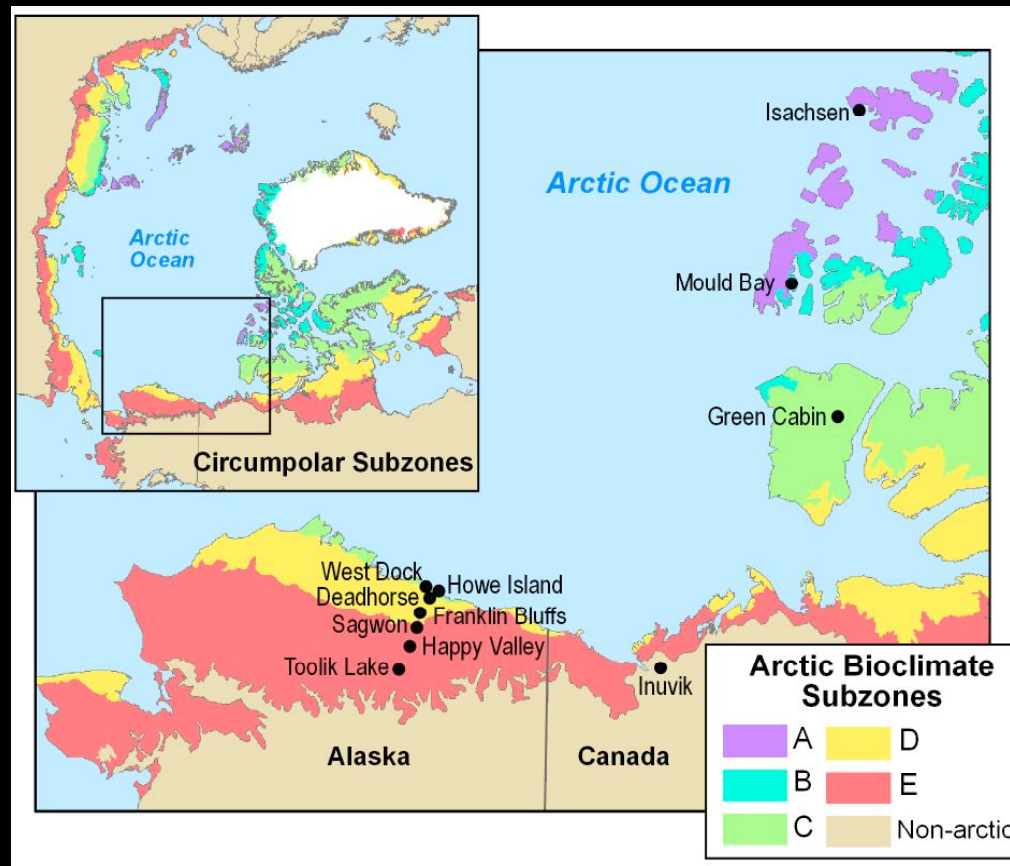 Arctic
Ocean
Circumpolar Subzones
Isachsen
Arctic Ocean
Mould Bay
Green Cabin
West Dock
Howe Island
Deadhorse
Franklin Bluffs
Sagwon
Happy Valley
Toolik Lake
Inuvik
Alaska
Canada
Arctic Bioclimate
Subzones
A
D
B
E
C
Non-arctic